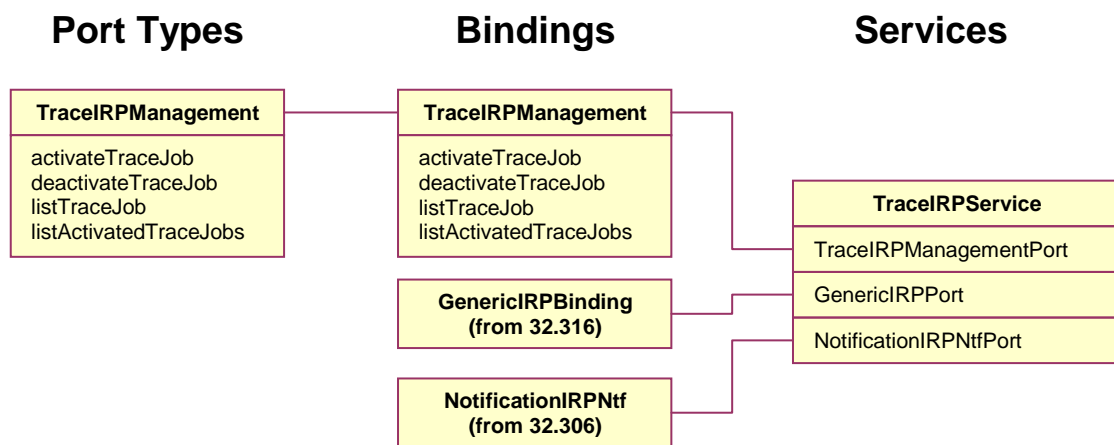 Port Types
Bindings
Services
TraceIRPManagement
activateTraceJob
deactivateTraceJob
listTraceJob
listActivatedTraceJobs
TraceIRPManagement
activateTraceJob
deactivateTraceJob
listTraceJob
listActivatedTraceJobs
GenericIRPBinding
(from 32.316)
NotificationIRPNtf
(from 32.306)
TraceIRPService
TraceIRPManagementPort
GenericIRPPort
NotificationIRPNtfPort